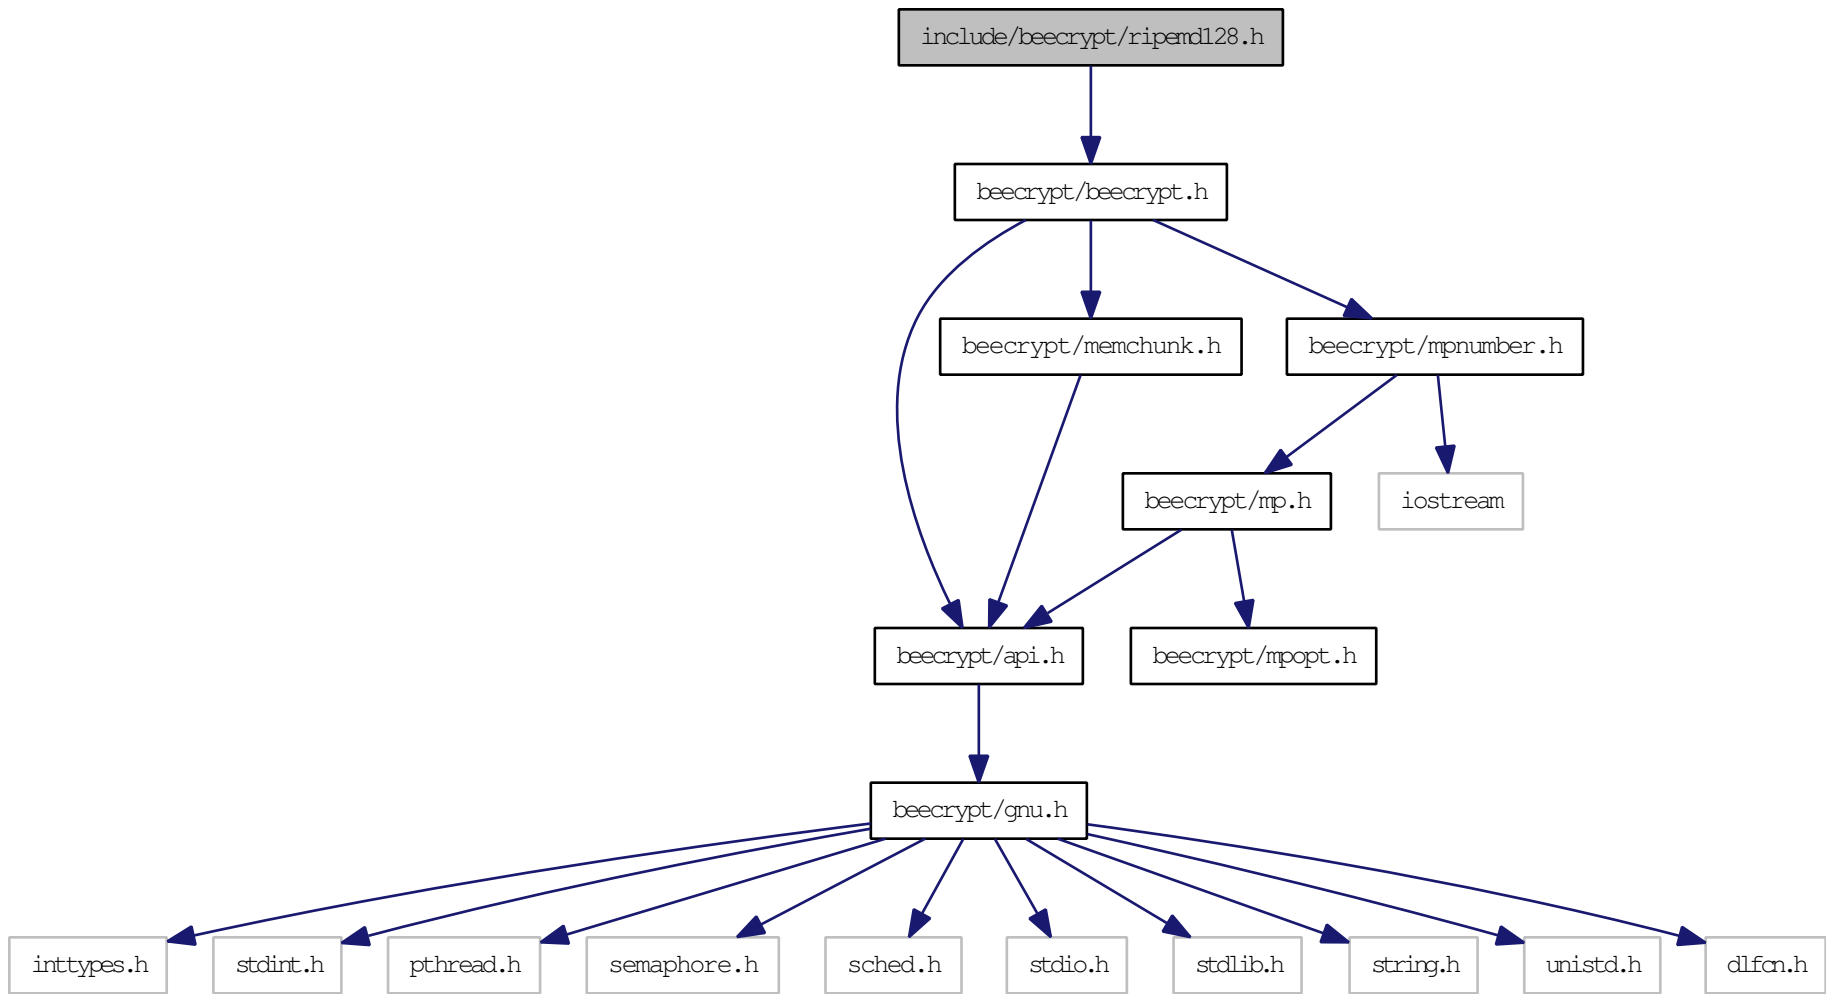 include/beecrypt/ripemd128.h
beecrypt/beecrypt.h
beecrypt/memchunk.h
beecrypt/mpnumber.h
beecrypt/mp.h
iostream
beecrypt/api.h
beecrypt/mpopt.h
beecrypt/gnu.h
inttypes.h
stdint.h
pthread.h
semaphore.h
sched.h
stdio.h
stdlib.h
string.h
unistd.h
dlfcn.h